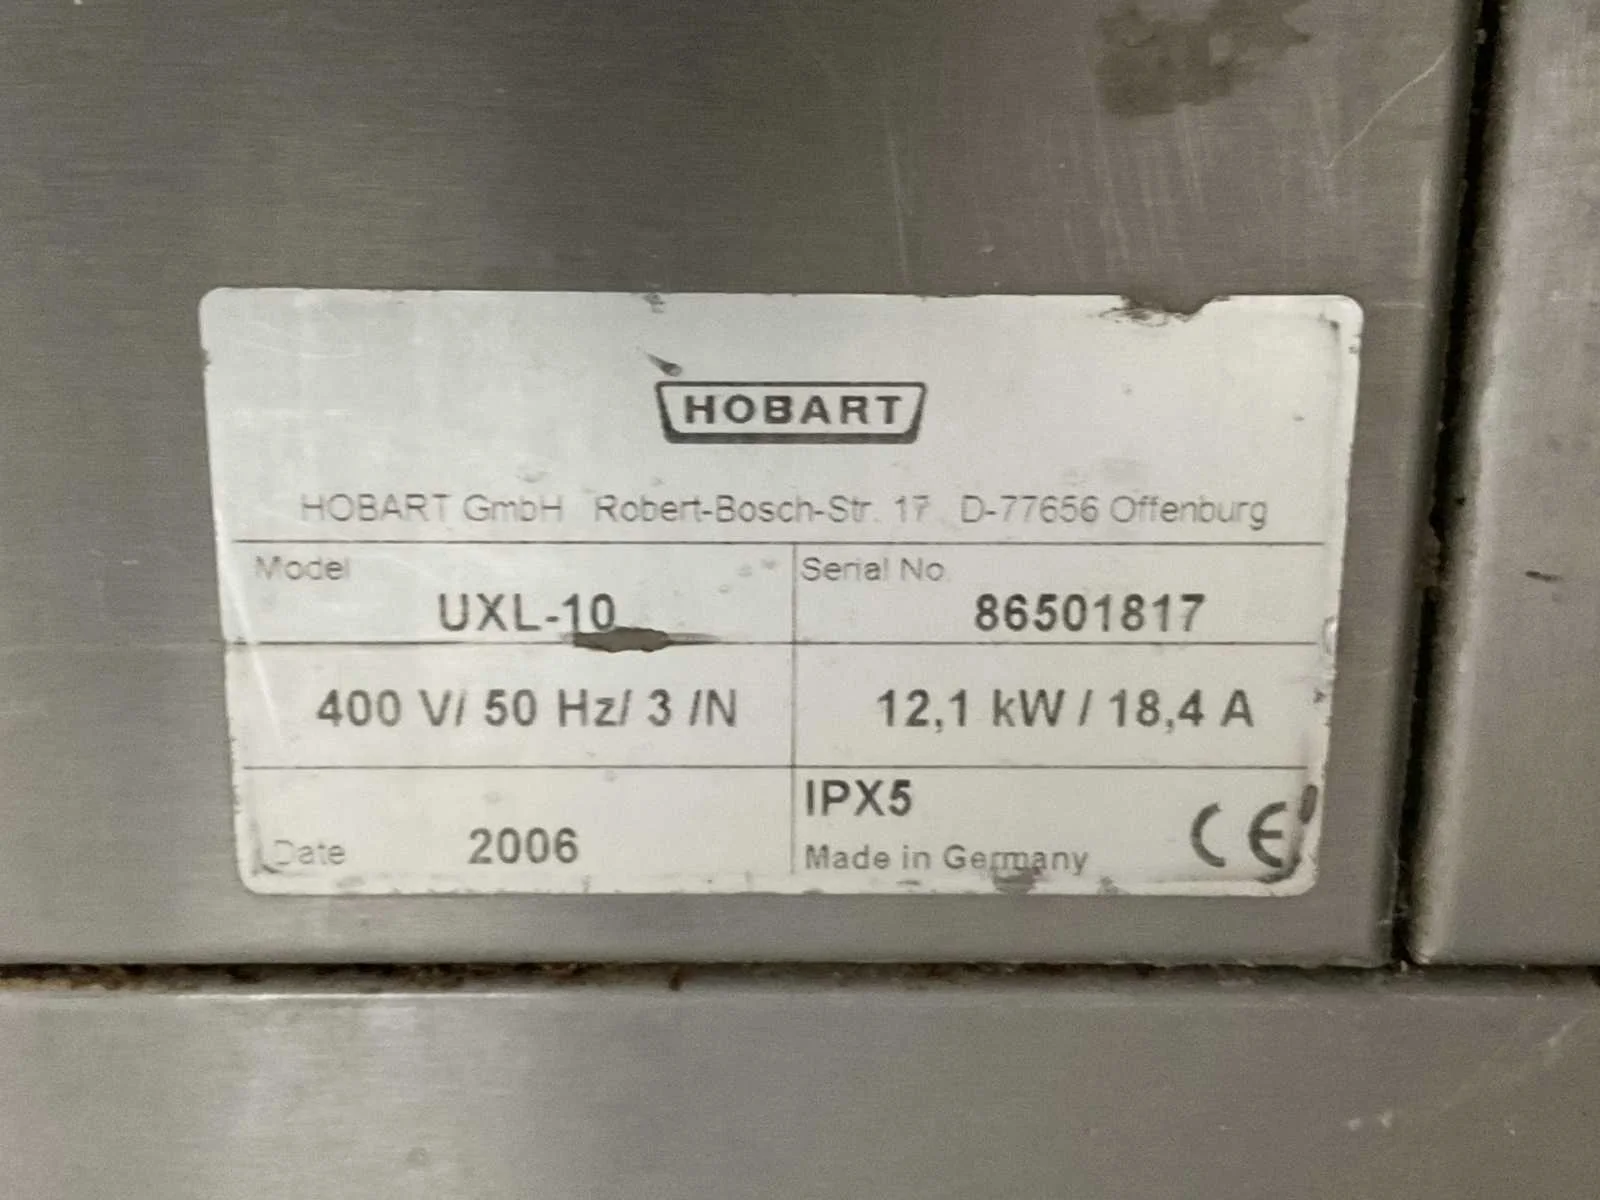 HOBART
HOBART GmbH Robert-Bosch-Str. 17 D-77656 Offenburg
Model
UXL-10
Serial No.
86501817
400 V/ 50 Hz/ 3 /N
12,1 kW / 18,4 A
Date 2006
IPX5
Made in Germany
CE